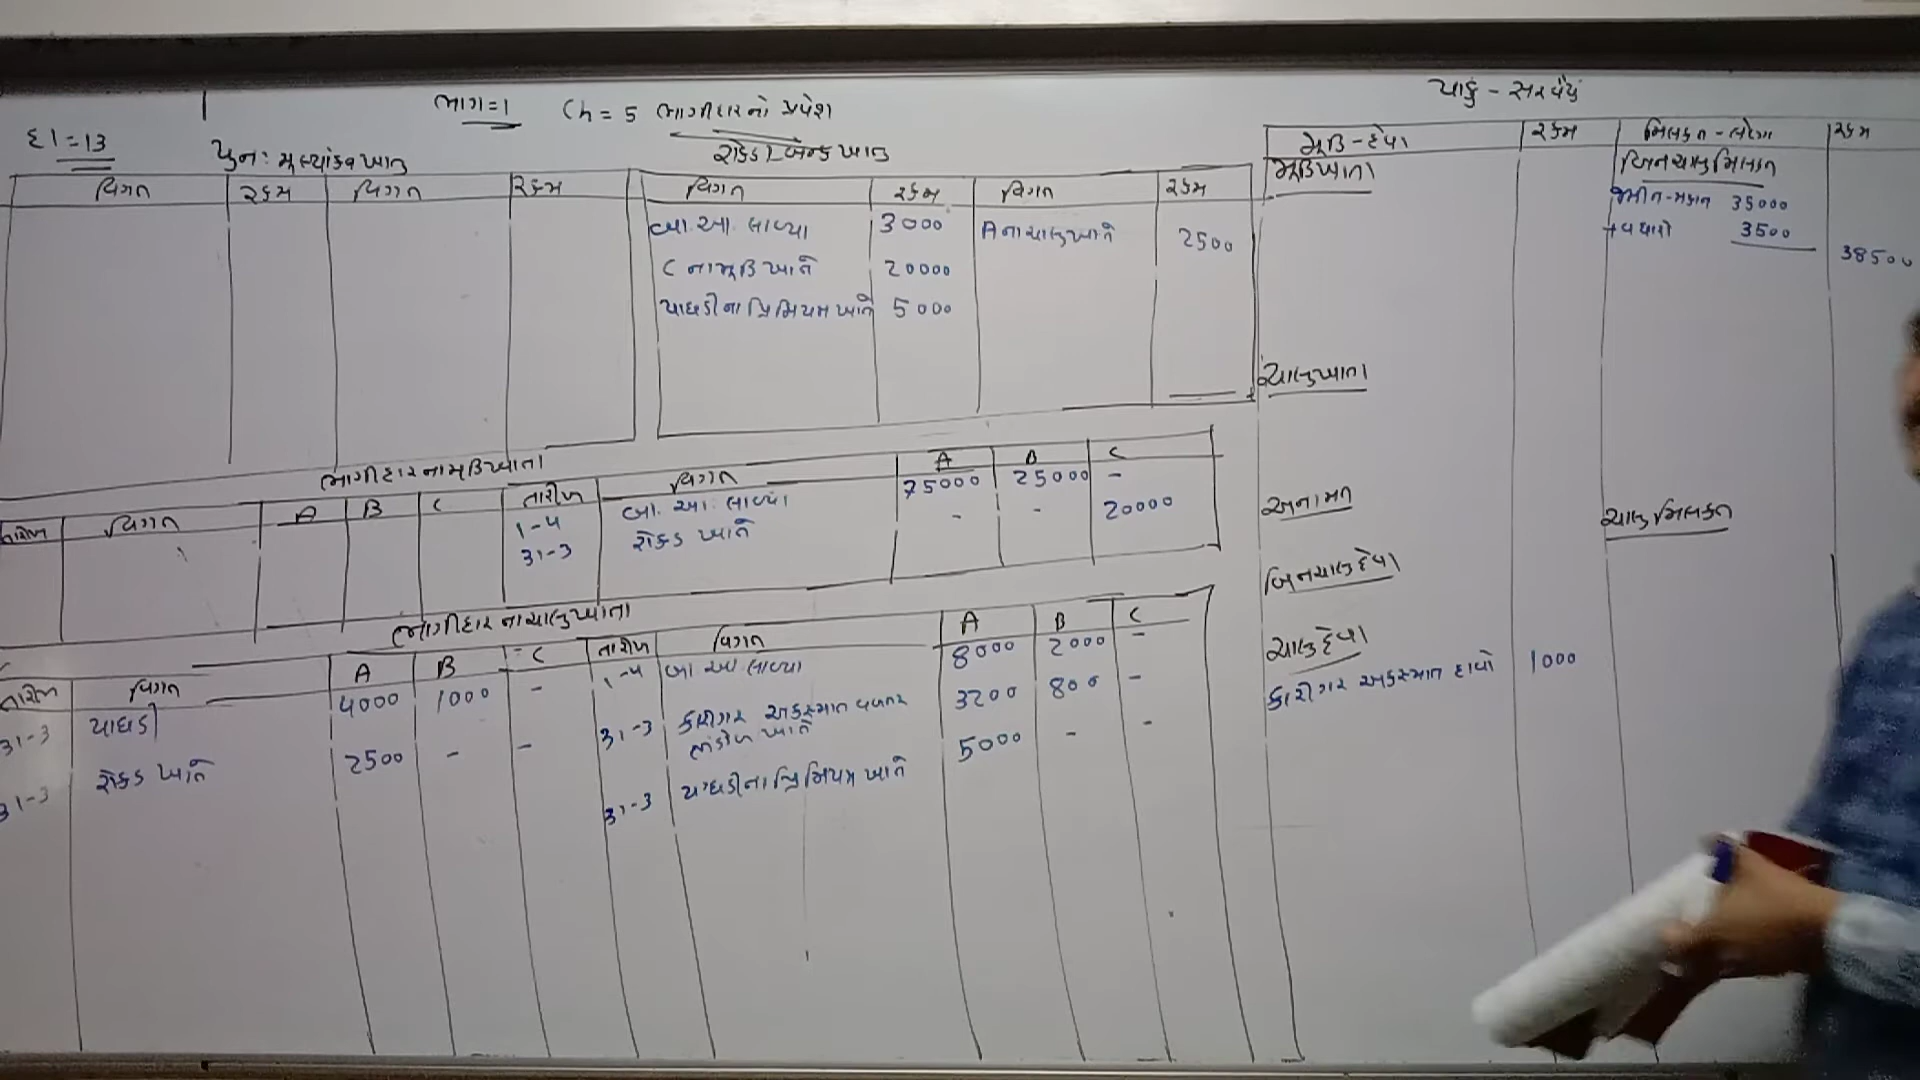 ભાગ=1 Ch = 5 ભાગીદારનો પ્રવેશ
દા=13
પુનઃ મૂલ્યાંકન ખાતુ
વિગત રકમ વિગત રકમ
રોકડ/બેન્ક ખાતુ
વિગત રકમ વિગત રકમ
બા.આ. લાવ્યા 3000 A ના ચાલુ ખાતે 2500
C ના મૂડી ખાતે 20000
પાઘડીના પ્રિમિયમ ખાતે 5000
ભાગીદારના મૂડી ખાતા
તારીખ વિગત A B C તારીખ વિગત A B C
1-4 બા. આ. લાવ્યા 75000 25000 -
31-3 રોકડ ખાતે - - 20000
ભાગીદારના ચાલુ ખાતા
તારીખ વિગત A B C તારીખ વિગત A B C
31-3 પાઘડી 4000 1000 - 1-4 બા આ લાવ્યા 8000 2000 -
31-3 રોકડ ખાતે 2500 - - 31-3 કારીગર અકસ્માત વળતર 3200 800 -
ભંડોળ ખાતે
31-3 પાઘડીના પ્રિમિયમ ખાતે 5000 - -
પાકું - સરવૈયું
મૂડી-દેવા રકમ મિલકત-લેણા રકમ
મૂડી ખાતા બિનચાલુ મિલકત
જમીન-મકાન 35000
+ વધારો 3500 38500
ચાલુ ખાતા
અનામત ચાલુ મિલકત
બિનચાલુ દેવા
ચાલુ દેવા
કારીગર અકસ્માત દાવો 1000